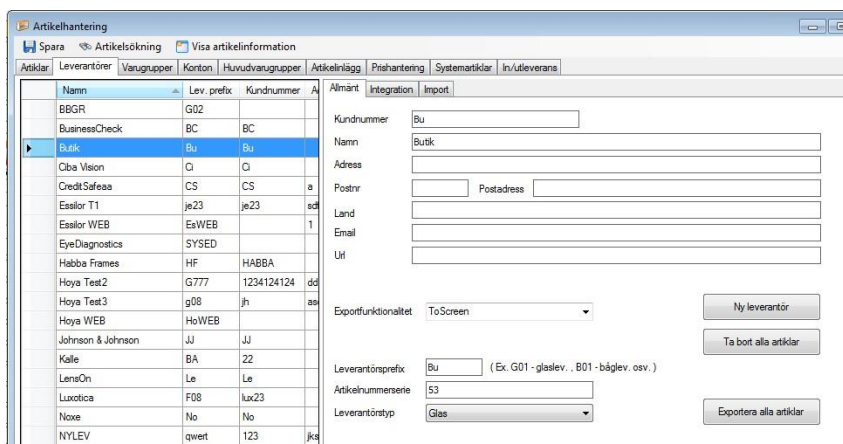 Artikelhantering
Spara Artikelsökning Visa artikelinformation
Artiklar Leverantörer Varugrupper Konton Huvudvarugrupper Artikelinlägg Prishantering Systemartiklar In/utleverans
Namn Lev. prefix Kundnummer
BBGR G02
BusinessCheck BC BC
Butik Bu Bu
Ciba Vision Ci Ci
CreditSafeaa CS CS a
Essilor T1 je23 je23
Essilor WEB EsWEB 1
EyeDiagnostics SYSED
Habba Frames HF HABBA
Hoya Test2 G777 1234124124 dd
Hoya Test3 g08 jh
Hoya WEB HoWEB
Johnson & Johnson JJ JJ
Kalle BA 22
LensOn Le Le
Luxotica F08 lux23
Noxe No No
NYLEV qwert 123 jks
Allmänt Integration Import
Kundnummer Bu
Namn Butik
Adress
Postnr Postadress
Land
Email
Url
Exportfunktionalitet ToScreen
Ny leverantör
Ta bort alla artiklar
Leverantörsprefix Bu ( Ex. G01 - glaslev. , B01 - båglev. osv. )
Artikelnummerserie 53
Leverantörstyp Glas
Exportera alla artiklar